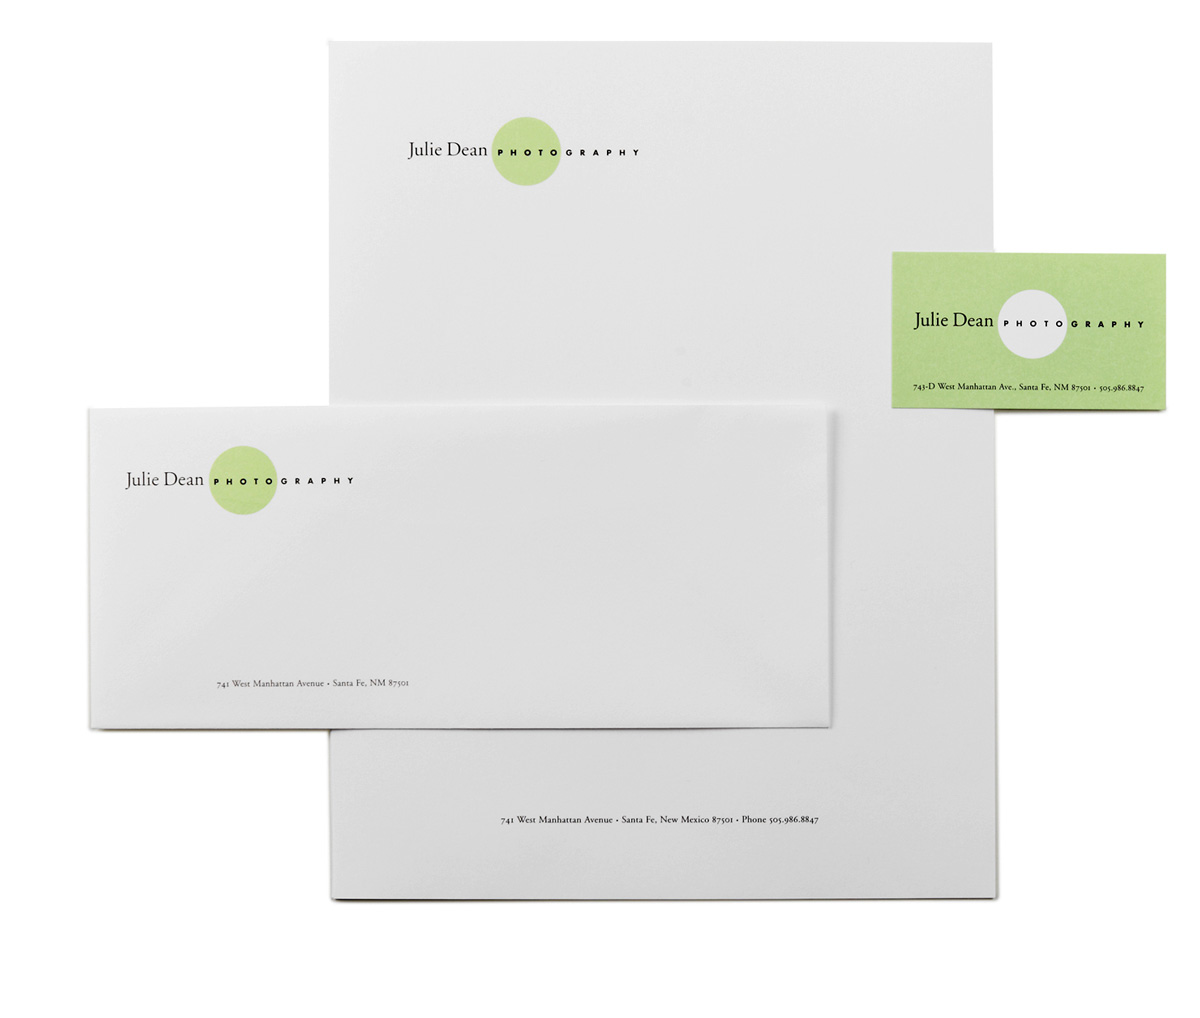 Julie Dean PHOTOGRAPHY
Julie Dean PHOTOGRAPHY
743-D West Manhattan Ave., Santa Fe, NM 87501 • 505.986.8847
Julie Dean PHOTOGRAPHY
741 West Manhattan Avenue • Santa Fe, NM 87501
741 West Manhattan Avenue • Santa Fe, New Mexico 87501 • Phone 505.986.8847